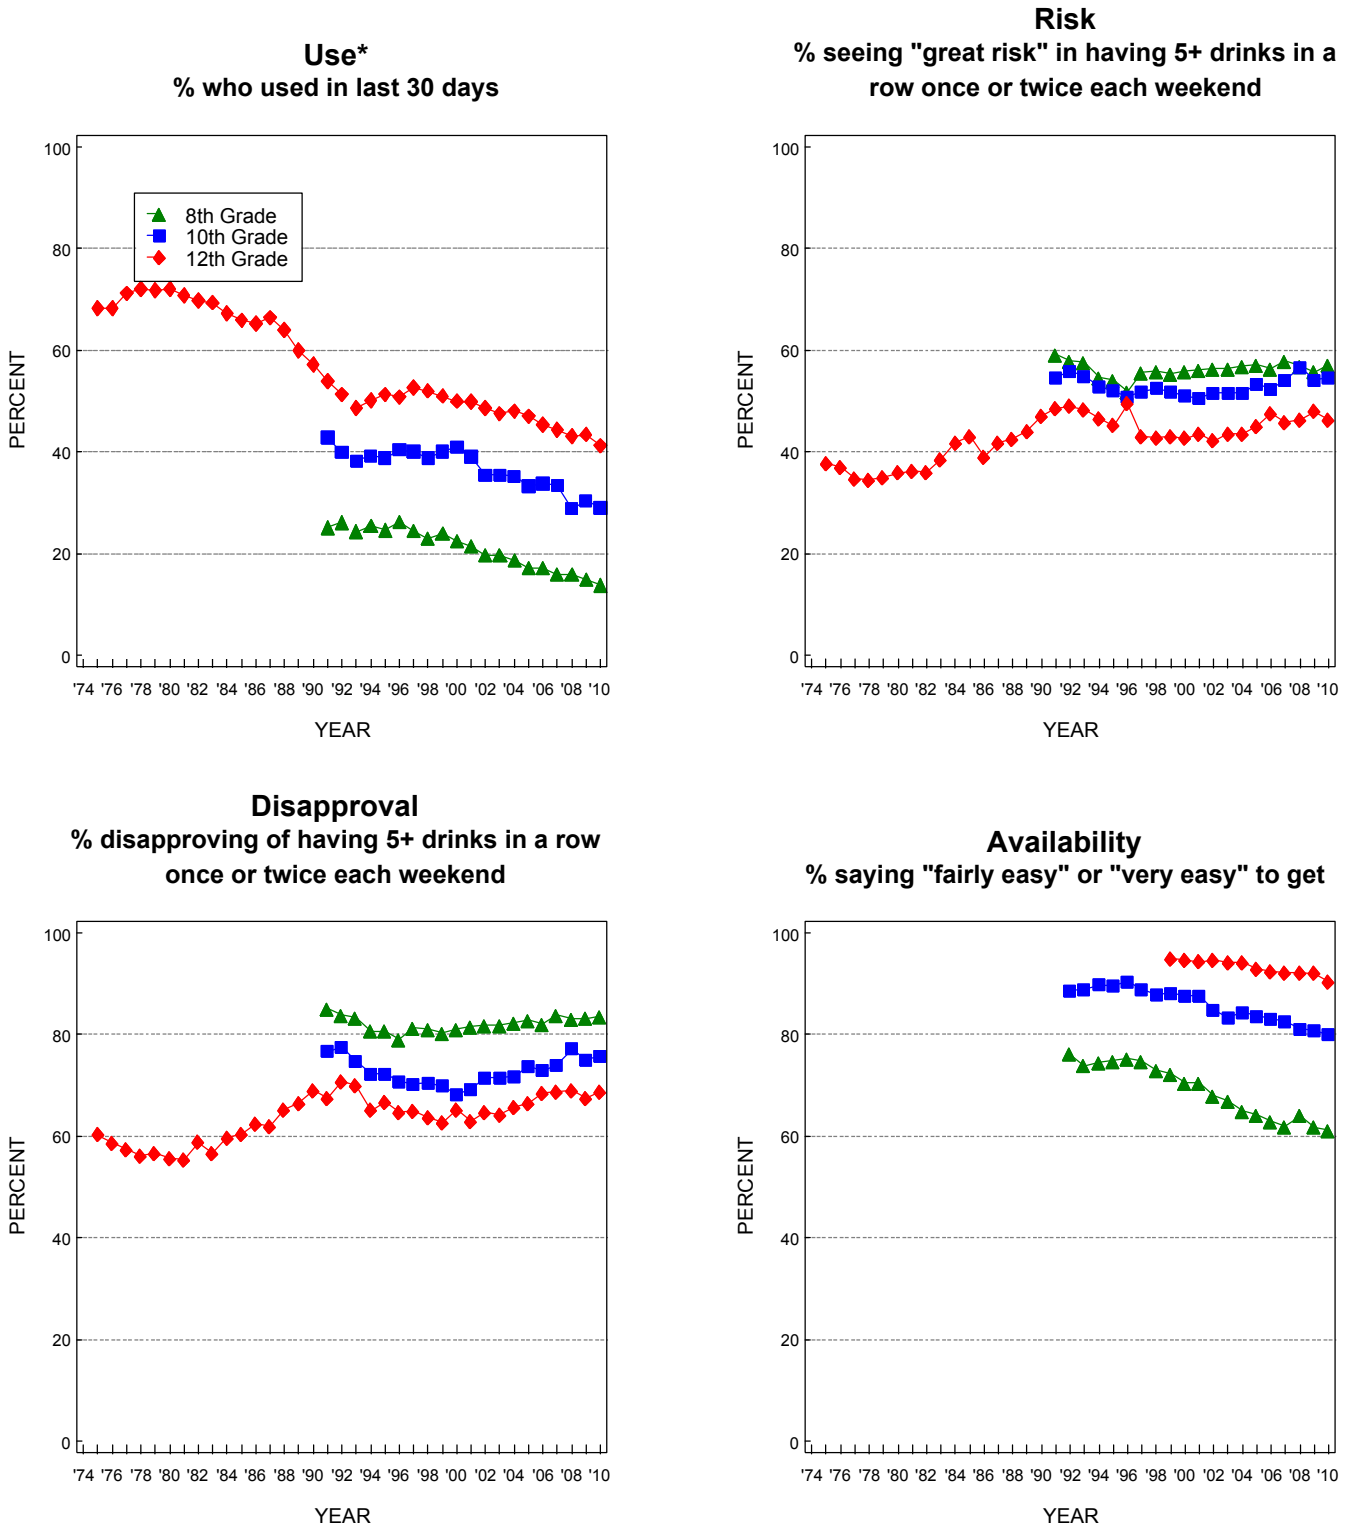 Use*
% who used in last 30 days
100
80
60
40
20
0
PERCENT
8th Grade
10th Grade
12th Grade
'74 '76 '78 '80 '82 '84 '86 '88 '90 '92 '94 '96 '98 '00 '02 '04 '06 '08 '10
YEAR
Risk
% seeing "great risk" in having 5+ drinks in a
row once or twice each weekend
100
80
60
40
20
0
PERCENT
'74 '76 '78 '80 '82 '84 '86 '88 '90 '92 '94 '96 '98 '00 '02 '04 '06 '08 '10
YEAR
Disapproval
% disapproving of having 5+ drinks in a row
once or twice each weekend
100
80
60
40
20
0
PERCENT
'74 '76 '78 '80 '82 '84 '86 '88 '90 '92 '94 '96 '98 '00 '02 '04 '06 '08 '10
YEAR
Availability
% saying "fairly easy" or "very easy" to get
100
80
60
40
20
0
PERCENT
'74 '76 '78 '80 '82 '84 '86 '88 '90 '92 '94 '96 '98 '00 '02 '04 '06 '08 '10
YEAR